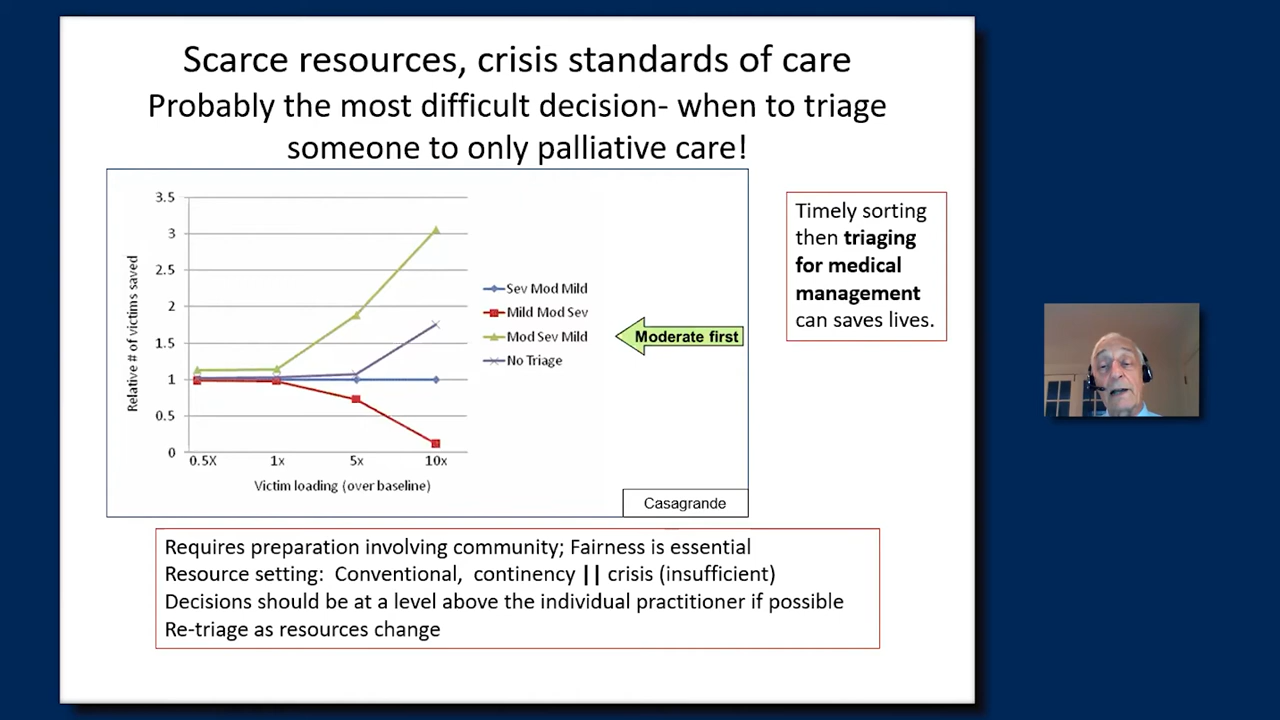 Scarce resources, crisis standards of care
Probably the most difficult decision- when to triage
someone to only palliative care!
3.5
3
2.5
2
1.5
1
0.5
0
Relative # of victims saved
0.5X 1x 5x 10x
Victim loading (over baseline)
Sev Mod Mild
Mild Mod Sev
Mod Sev Mild
No Triage
Moderate first
Casagrande
Timely sorting
then triaging
for medical
management
can saves lives.
Requires preparation involving community; Fairness is essential
Resource setting: Conventional, continency || crisis (insufficient)
Decisions should be at a level above the individual practitioner if possible
Re-triage as resources change